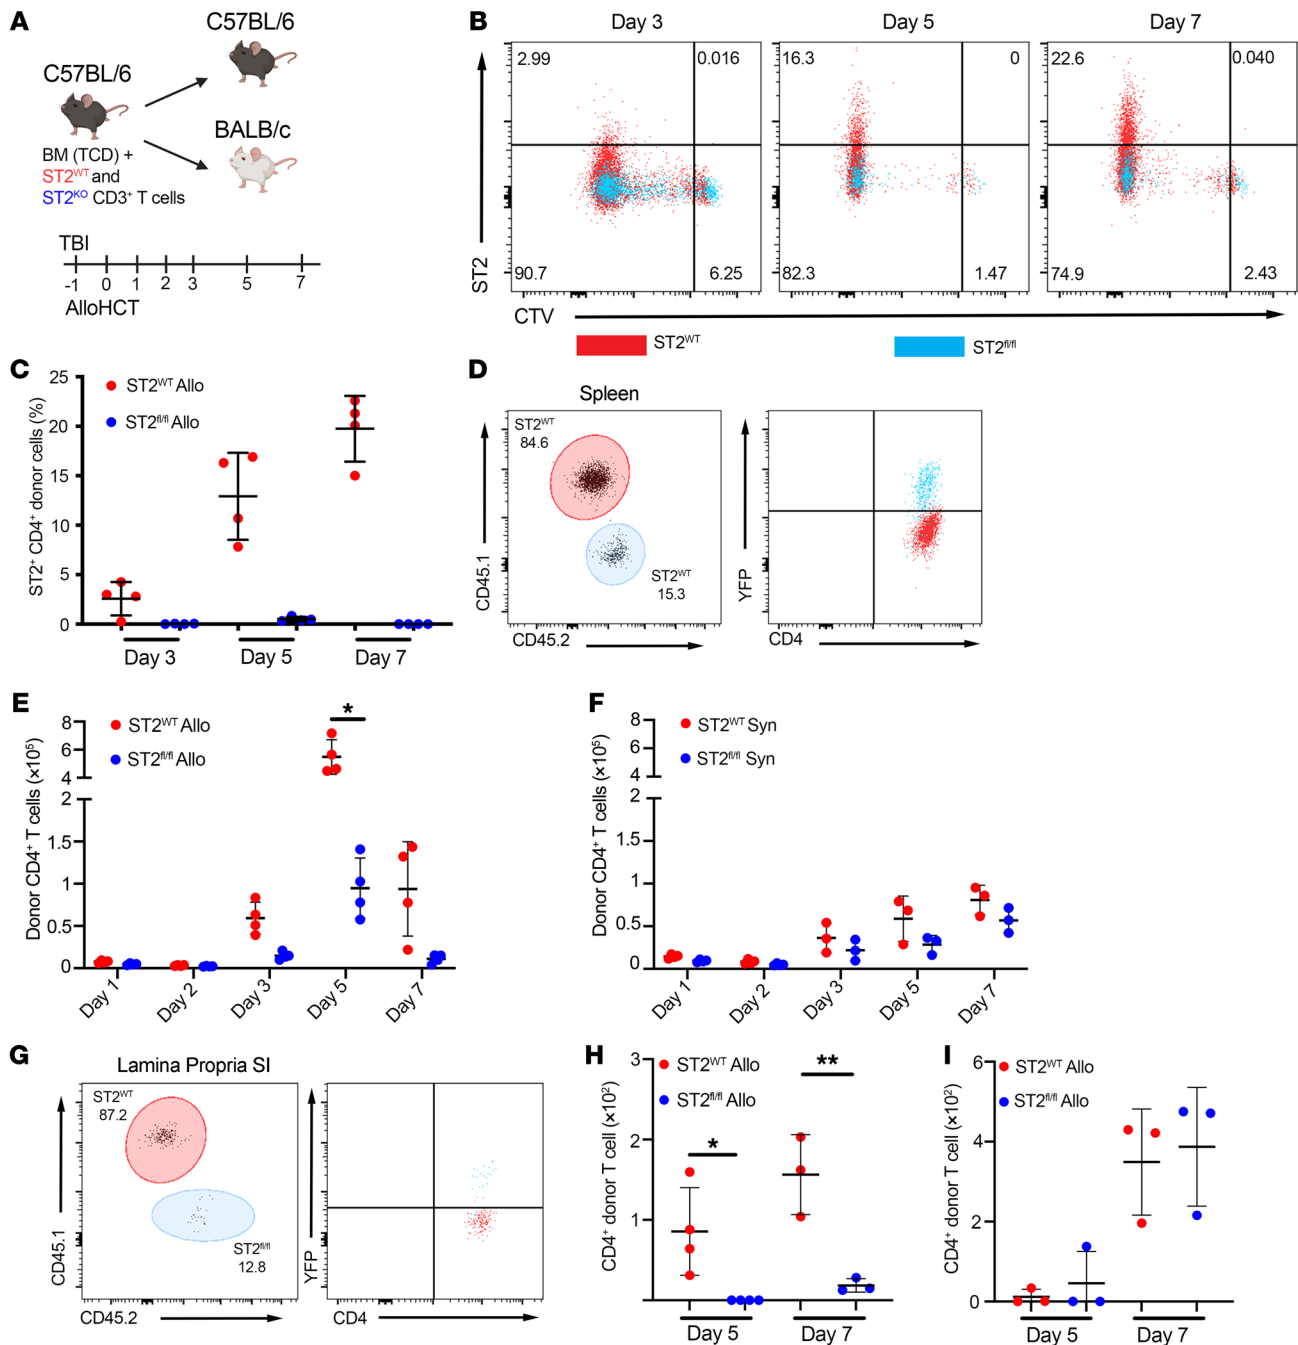 A
C57BL/6
C57BL/6
BALB/c
BM (TCD) +
ST2WT and
ST2KO CD3+ T cells
TBI
-1 0 1 2 3 5 7
AlloHCT
B
Day 3 Day 5 Day 7
2.99 0.016 16.3 0 22.6 0.040
90.7 6.25 82.3 1.47 74.9 2.43
ST2
CTV
ST2WT ST2fl/fl
C
ST2WT Allo
ST2fl/fl Allo
ST2+ CD4+ donor cells (%)
25
20
15
10
5
0
Day 3 Day 5 Day 7
D
Spleen
ST2WT
84.6
ST2WT
15.3
CD45.1
CD45.2
YFP
CD4
E
ST2WT Allo
ST2fl/fl Allo
*
Donor CD4+ T cells (×10⁵)
8
6
4
2
1.5
1
0.5
0
Day 1 Day 2 Day 3 Day 5 Day 7
F
ST2WT Syn
ST2fl/fl Syn
Donor CD4+ T cells (×10⁵)
8
6
4
2
1.5
1
0.5
0
Day 1 Day 2 Day 3 Day 5 Day 7
G
Lamina Propria SI
ST2WT
87.2
ST2fl/fl
12.8
CD45.1
CD45.2
YFP
CD4
H
ST2WT Allo
ST2fl/fl Allo
* **
CD4+ donor T cell (×10²)
3
2
1
0
Day 5 Day 7
I
ST2WT Allo
ST2fl/fl Allo
CD4+ donor T cell (×10²)
6
4
2
0
Day 5 Day 7